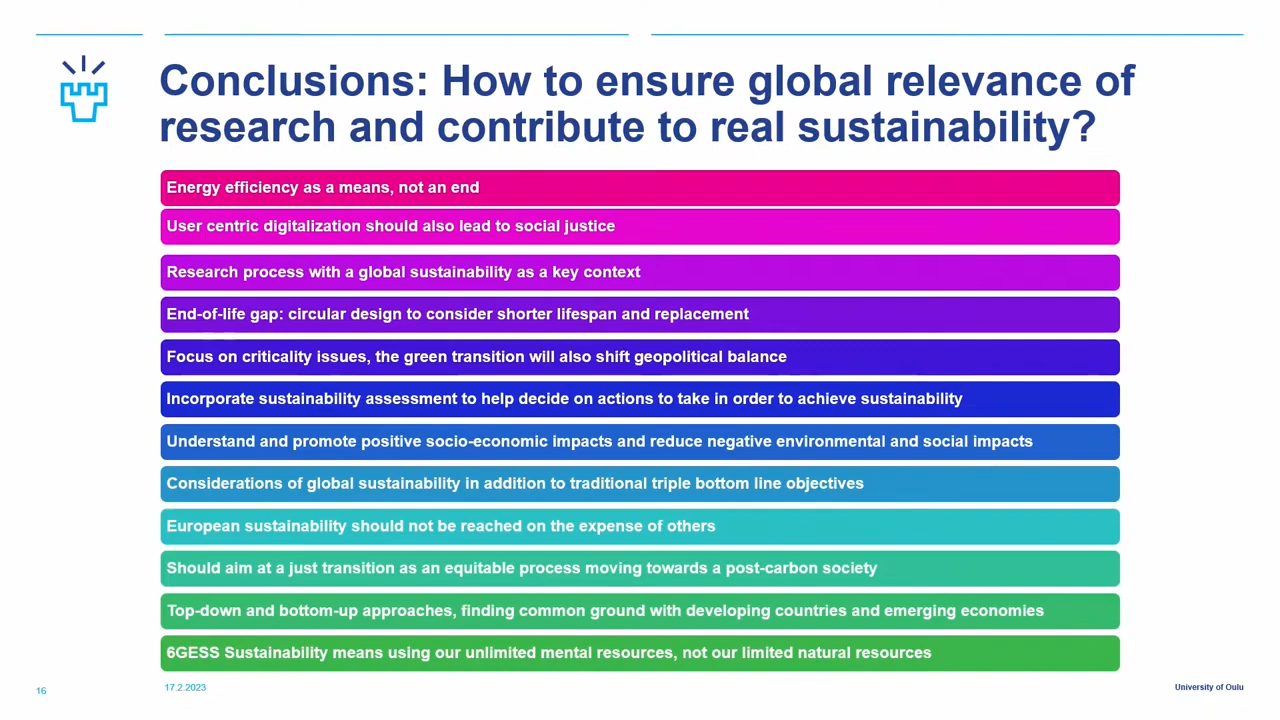 Conclusions: How to ensure global relevance of
research and contribute to real sustainability?
Energy efficiency as a means, not an end
User centric digitalization should also lead to social justice
Research process with a global sustainability as a key context
End-of-life gap: circular design to consider shorter lifespan and replacement
Focus on criticality issues, the green transition will also shift geopolitical balance
Incorporate sustainability assessment to help decide on actions to take in order to achieve sustainability
Understand and promote positive socio-economic impacts and reduce negative environmental and social impacts
Considerations of global sustainability in addition to traditional triple bottom line objectives
European sustainability should not be reached on the expense of others
Should aim at a just transition as an equitable process moving towards a post-carbon society
Top-down and bottom-up approaches, finding common ground with developing countries and emerging economies
6GESS Sustainability means using our unlimited mental resources, not our limited natural resources
16
17.2.2023
University of Oulu